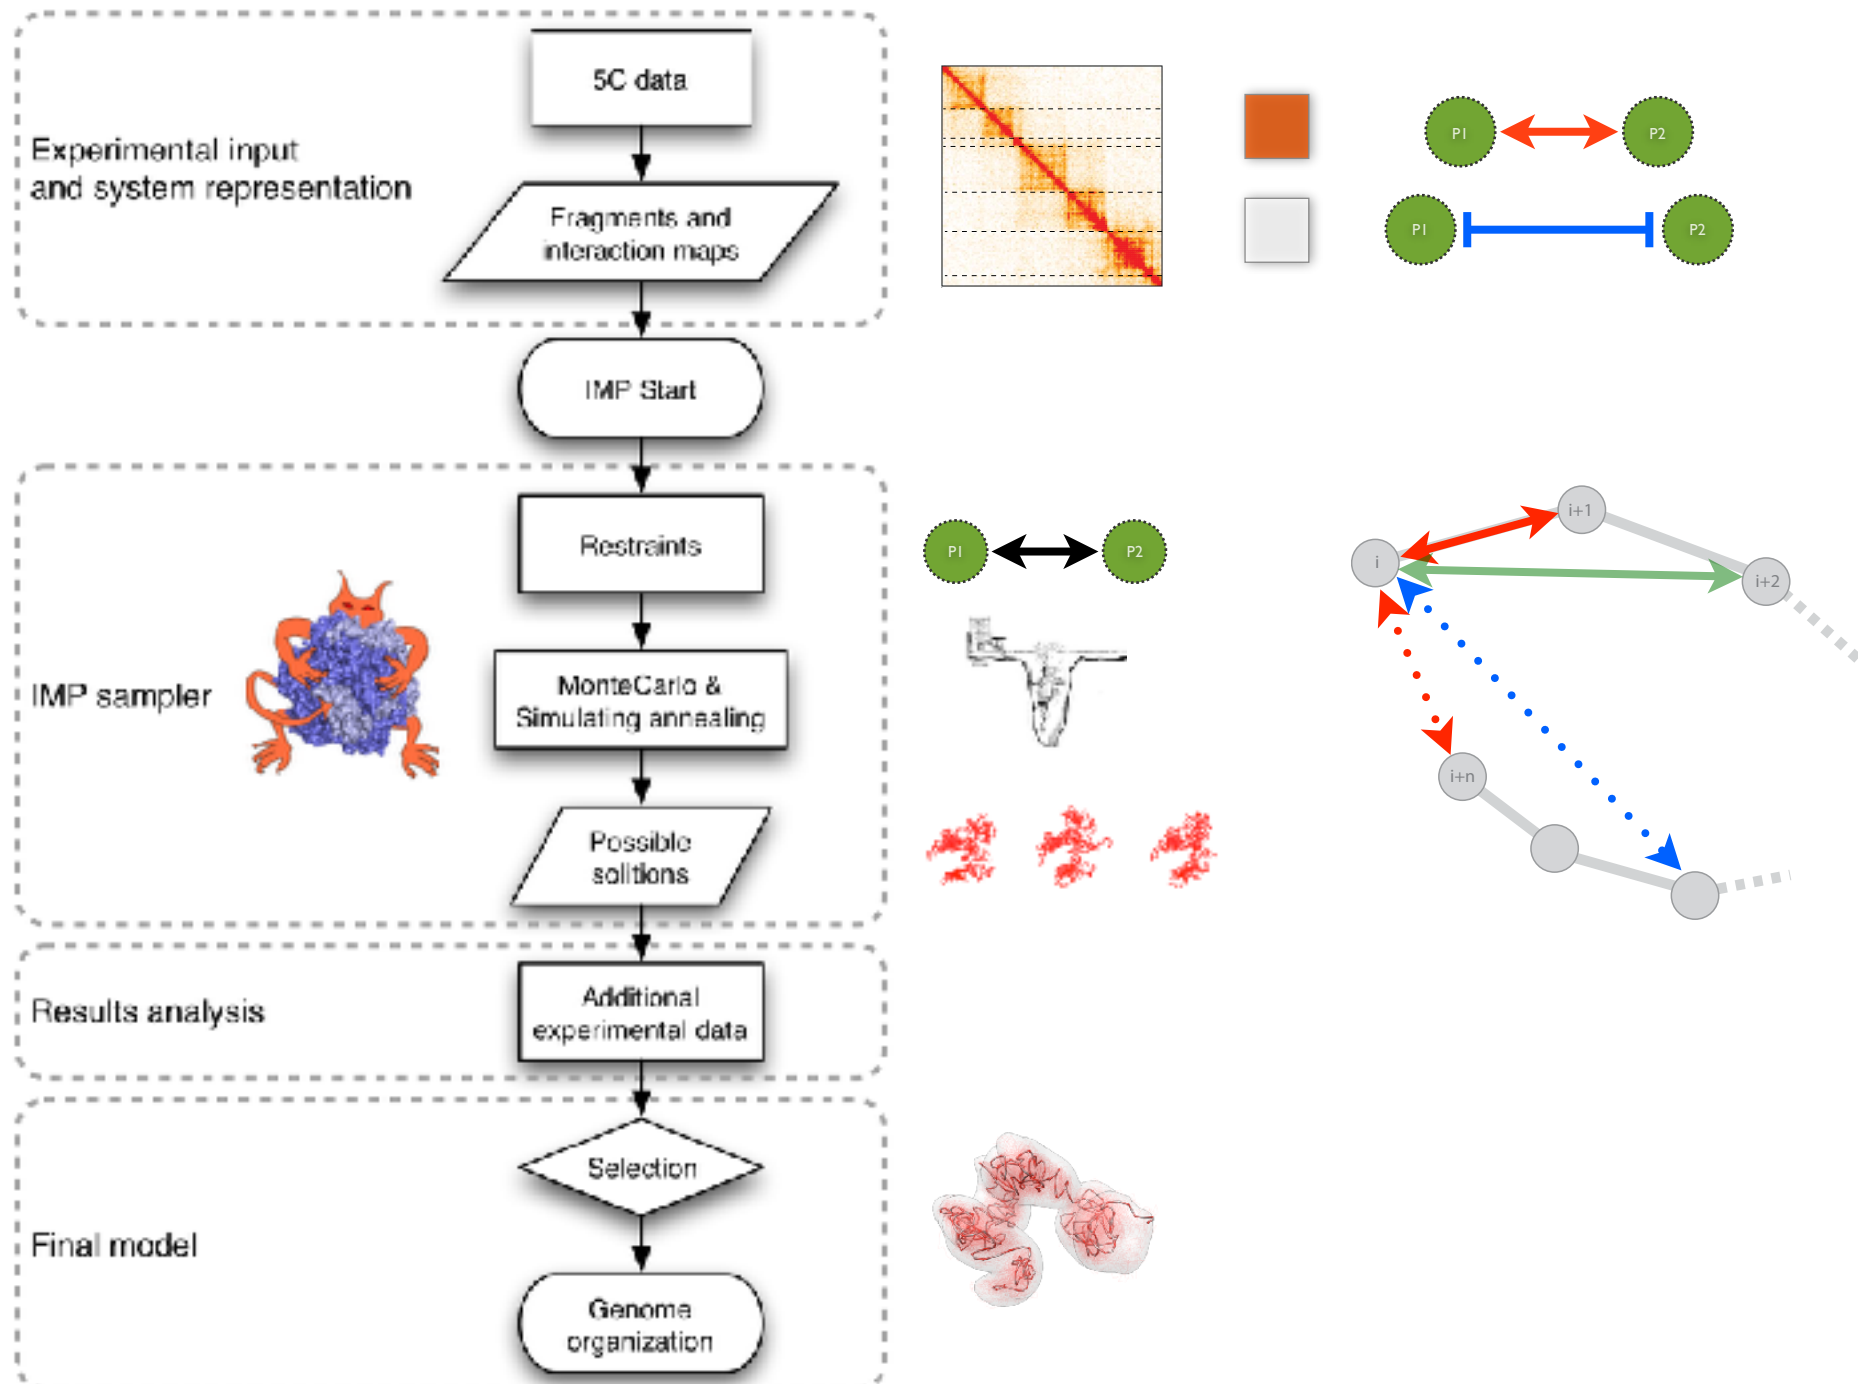 5C data
Experimental input
and system representation
Fragments and
interaction maps
P1
P2
P1
P2
IMP Start
Restraints
P1
P2
i
i+1
i+2
IMP sampler
MonteCarlo &
Simulating annealing
i+n
Possible
solitions
Results analysis
Additional
experimental data
Selection
Final model
Genome
organization